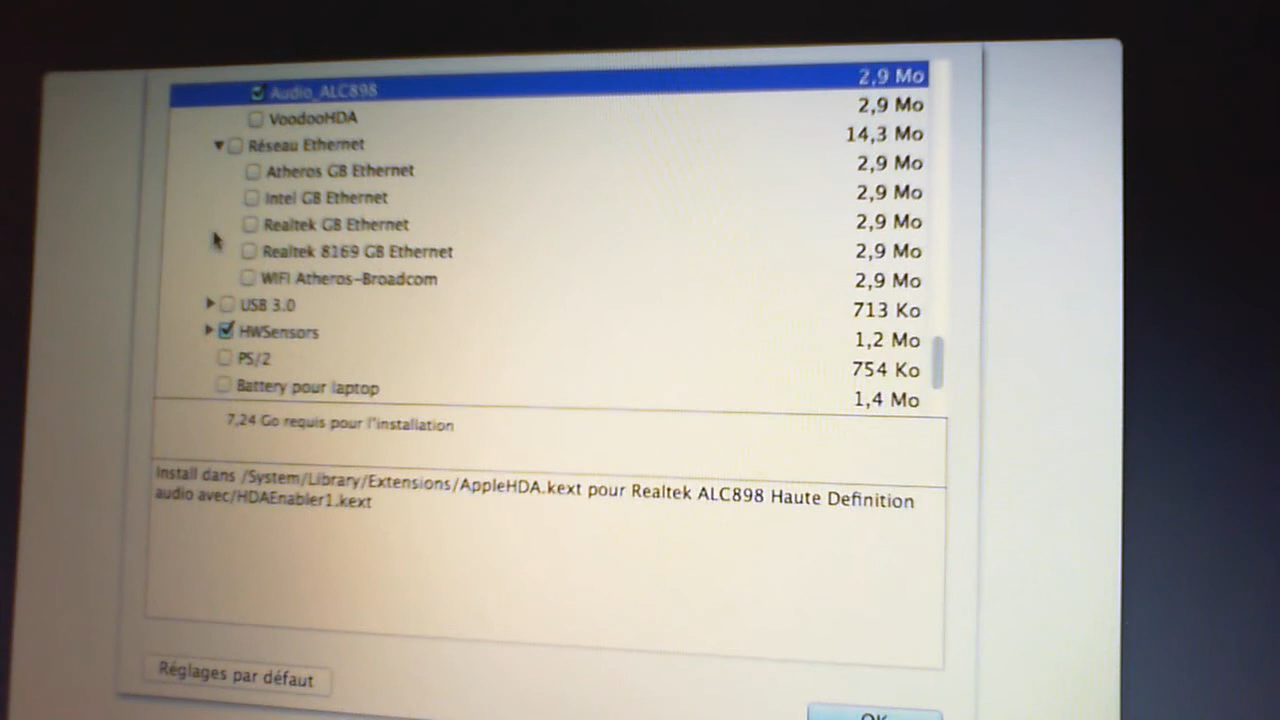 Audio_ALC898 2,9 Mo
VoodooHDA 2,9 Mo
Réseau Ethernet 14,3 Mo
Atheros GB Ethernet 2,9 Mo
Intel GB Ethernet 2,9 Mo
Realtek GB Ethernet 2,9 Mo
Realtek 8169 GB Ethernet 2,9 Mo
WIFI Atheros-Broadcom 2,9 Mo
USB 3.0 713 Ko
HWSensors 1,2 Mo
PS/2 754 Ko
Battery pour laptop 1,4 Mo
7,24 Go requis pour l'installation
Install dans /System/Library/Extensions/AppleHDA.kext pour Realtek ALC898 Haute Definition
audio avec/HDAEnabler1.kext
Réglages par défaut
OK